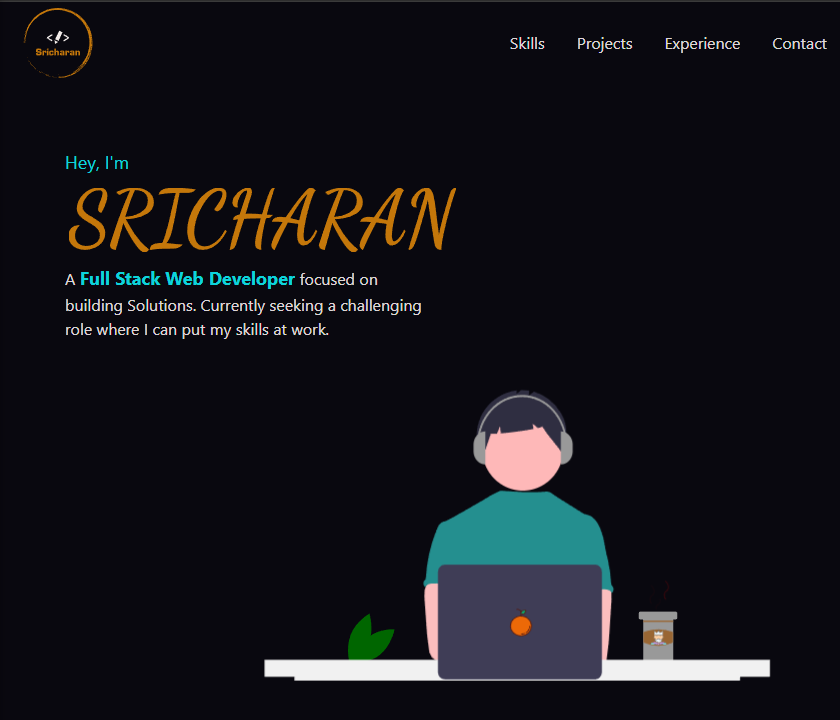 </>
Sricharan
Skills Projects Experience Contact
Hey, I'm
SRICHARAN
A Full Stack Web Developer focused on
building Solutions. Currently seeking a challenging
role where I can put my skills at work.